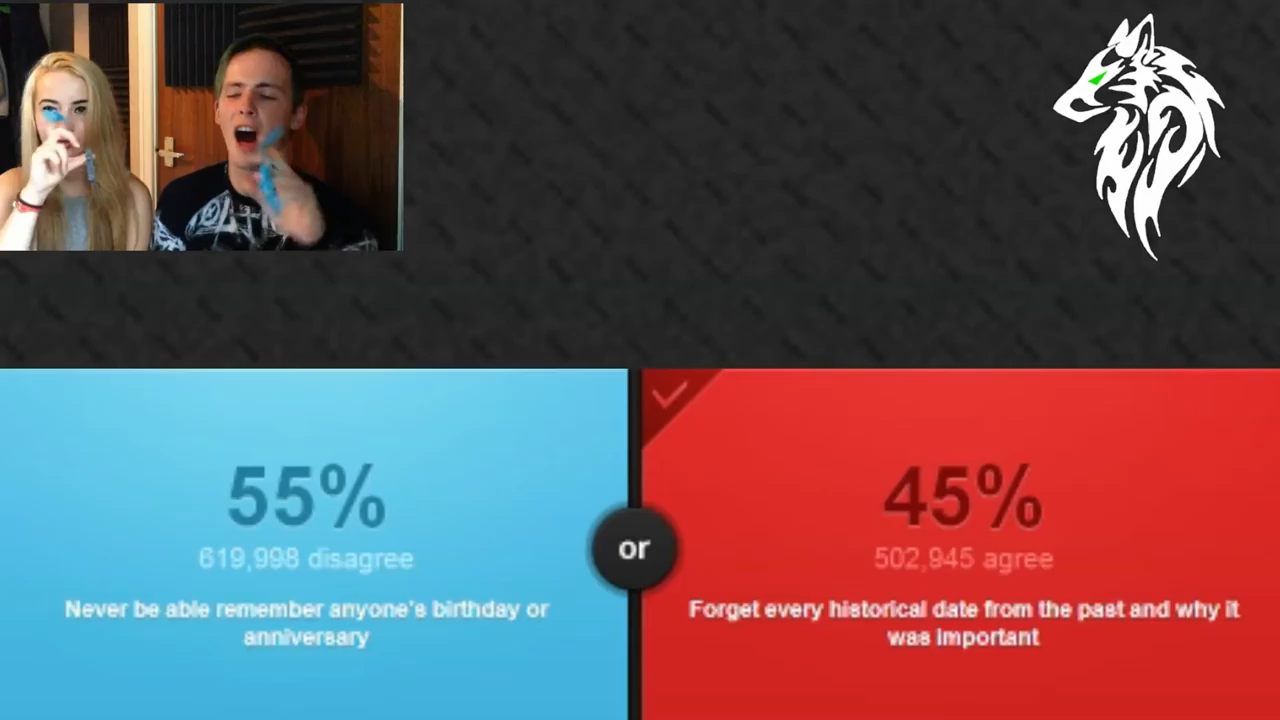 55%
619,998 disagree
Never be able remember anyone's birthday or
anniversary
or
45%
502,945 agree
Forget every historical date from the past and why it
was important